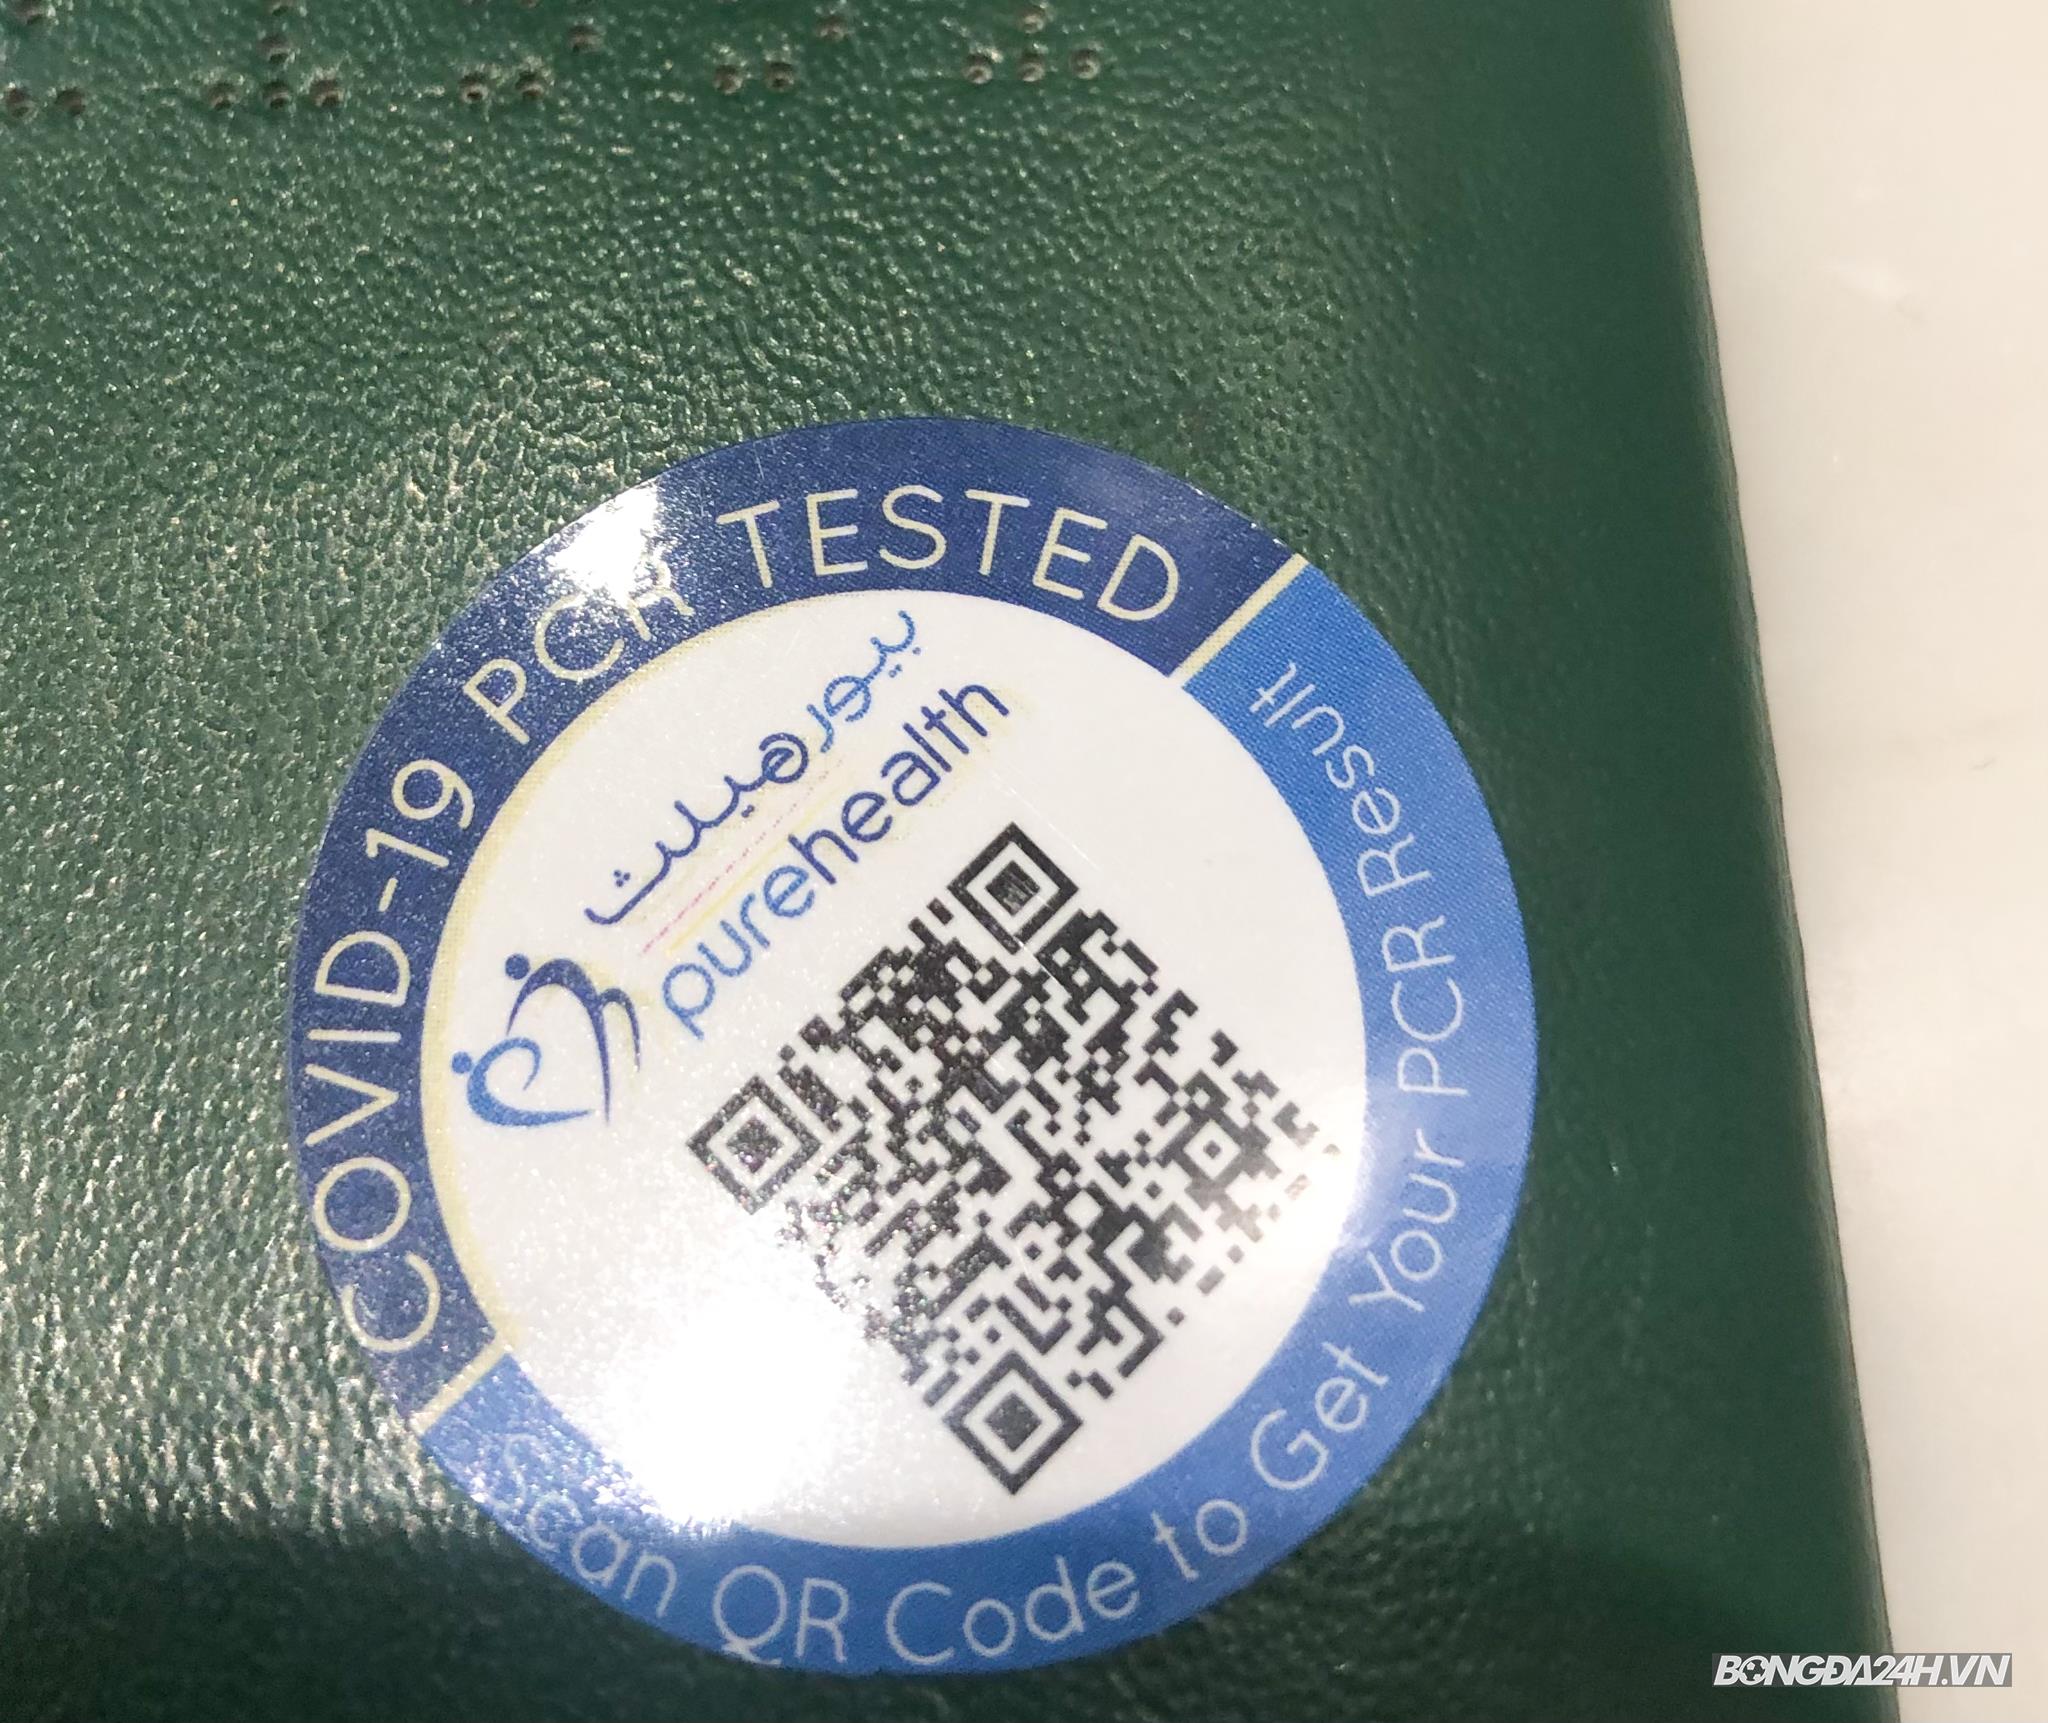 COVID-19 PCR TESTED
بيورهيلث
purehealth
Scan QR Code to Get Your PCR Result
BONGDA24H.VN